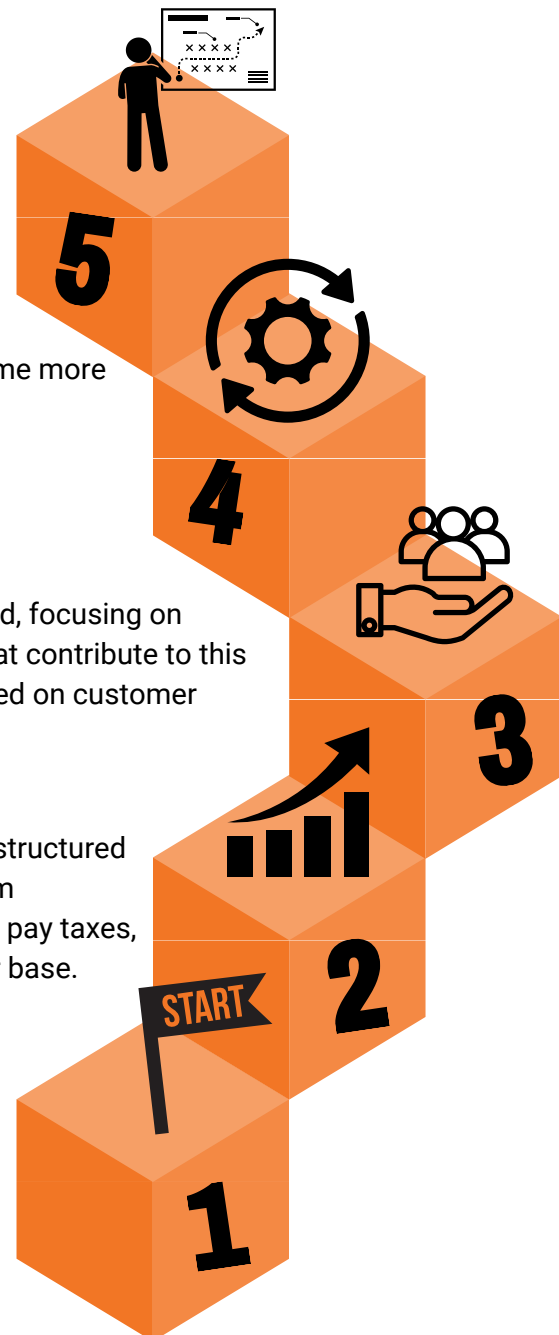 5
me more
4
d, focusing on
at contribute to this
ed on customer
3
structured
m
pay taxes,
base.
2
START
1